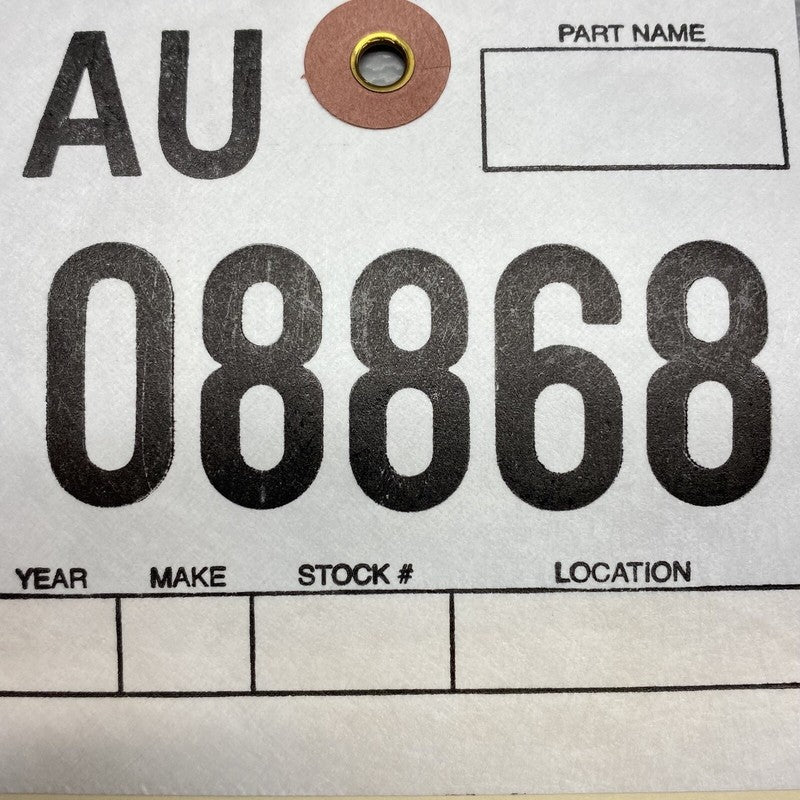 AU
PART NAME
08868
YEAR MAKE STOCK # LOCATION